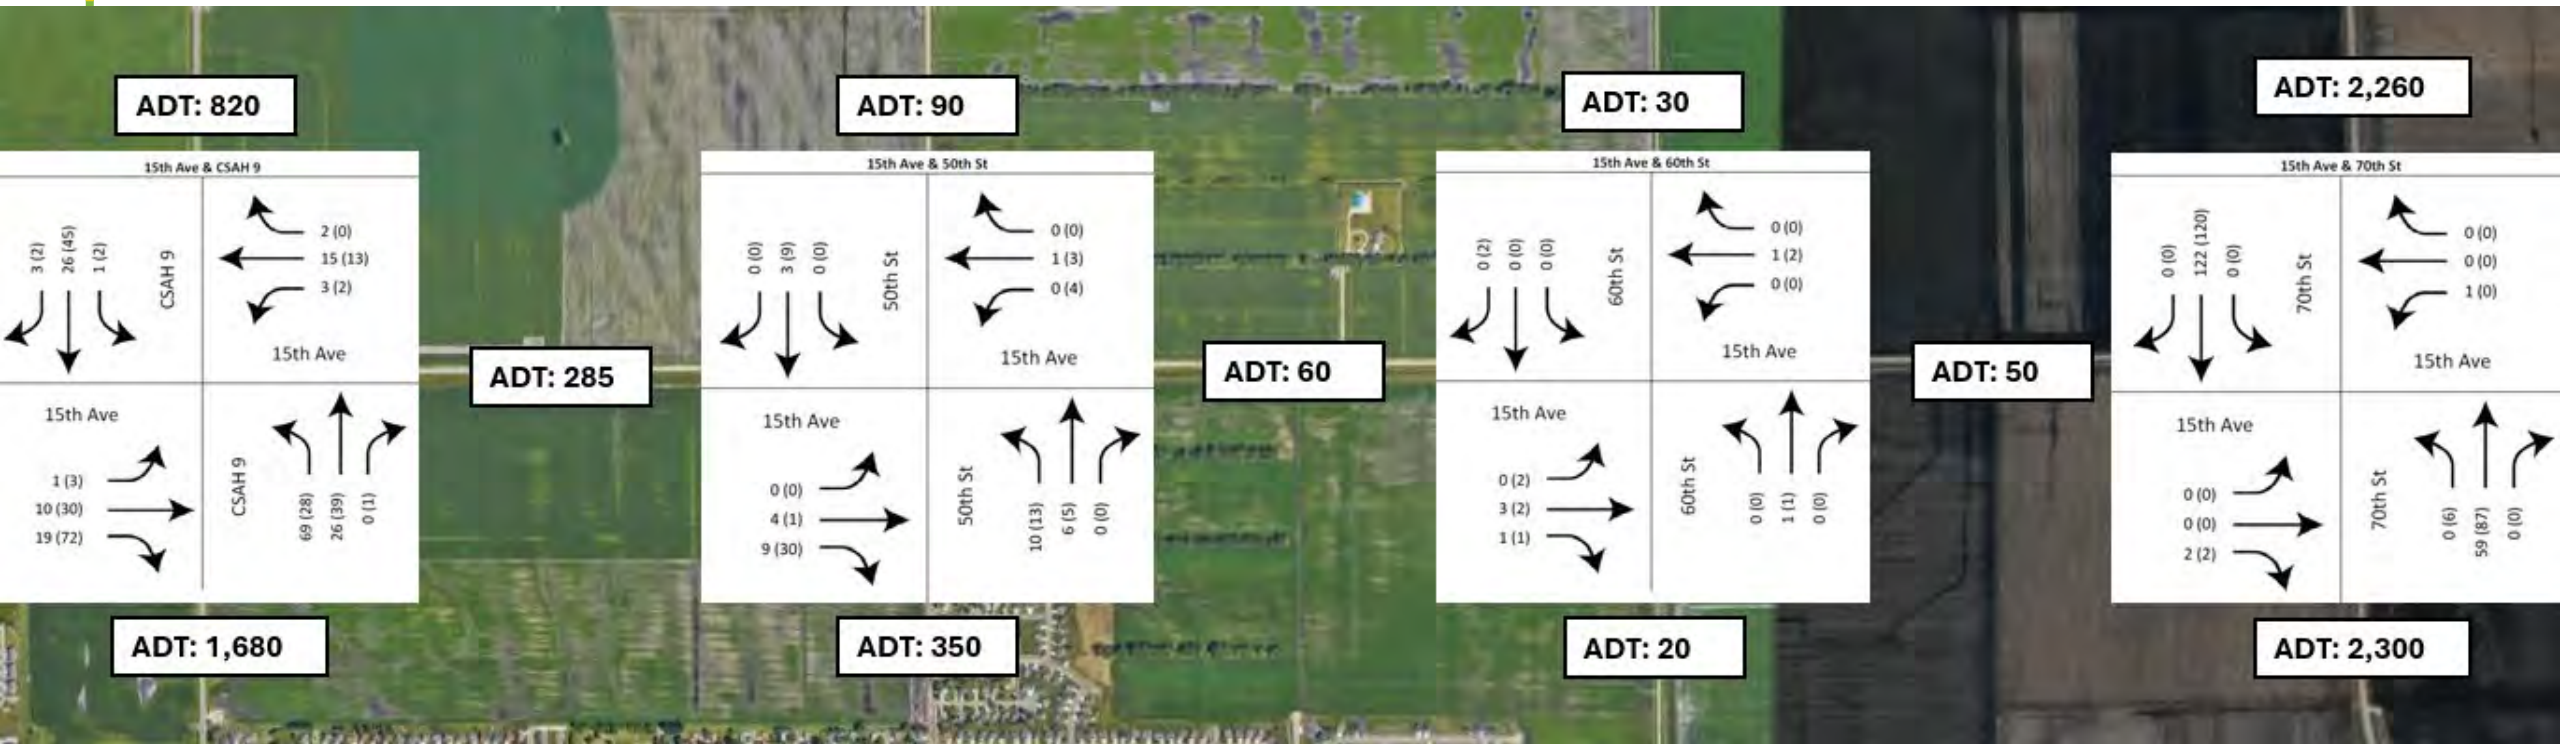 ADT: 820
ADT: 90
ADT: 30
ADT: 2,260
15th Ave & CSAH 9
3 (2)
26 (45)
1 (2)
CSAH 9
2 (0)
15 (13)
3 (2)
15th Ave
15th Ave
1 (3)
10 (30)
19 (72)
CSAH 9
69 (28)
26 (39)
0 (1)
ADT: 285
15th Ave & 50th St
0 (0)
3 (9)
0 (0)
50th St
0 (0)
1 (3)
0 (4)
15th Ave
15th Ave
0 (0)
4 (1)
9 (30)
50th St
10 (13)
6 (5)
0 (0)
ADT: 60
15th Ave & 60th St
0 (2)
0 (0)
0 (0)
60th St
0 (0)
1 (2)
0 (0)
15th Ave
15th Ave
0 (2)
3 (2)
1 (1)
60th St
0 (0)
1 (1)
0 (0)
ADT: 50
15th Ave & 70th St
0 (0)
122 (120)
0 (0)
70th St
0 (0)
0 (0)
1 (0)
15th Ave
15th Ave
0 (0)
0 (0)
2 (2)
70th St
0 (6)
59 (87)
0 (0)
ADT: 1,680
ADT: 350
ADT: 20
ADT: 2,300